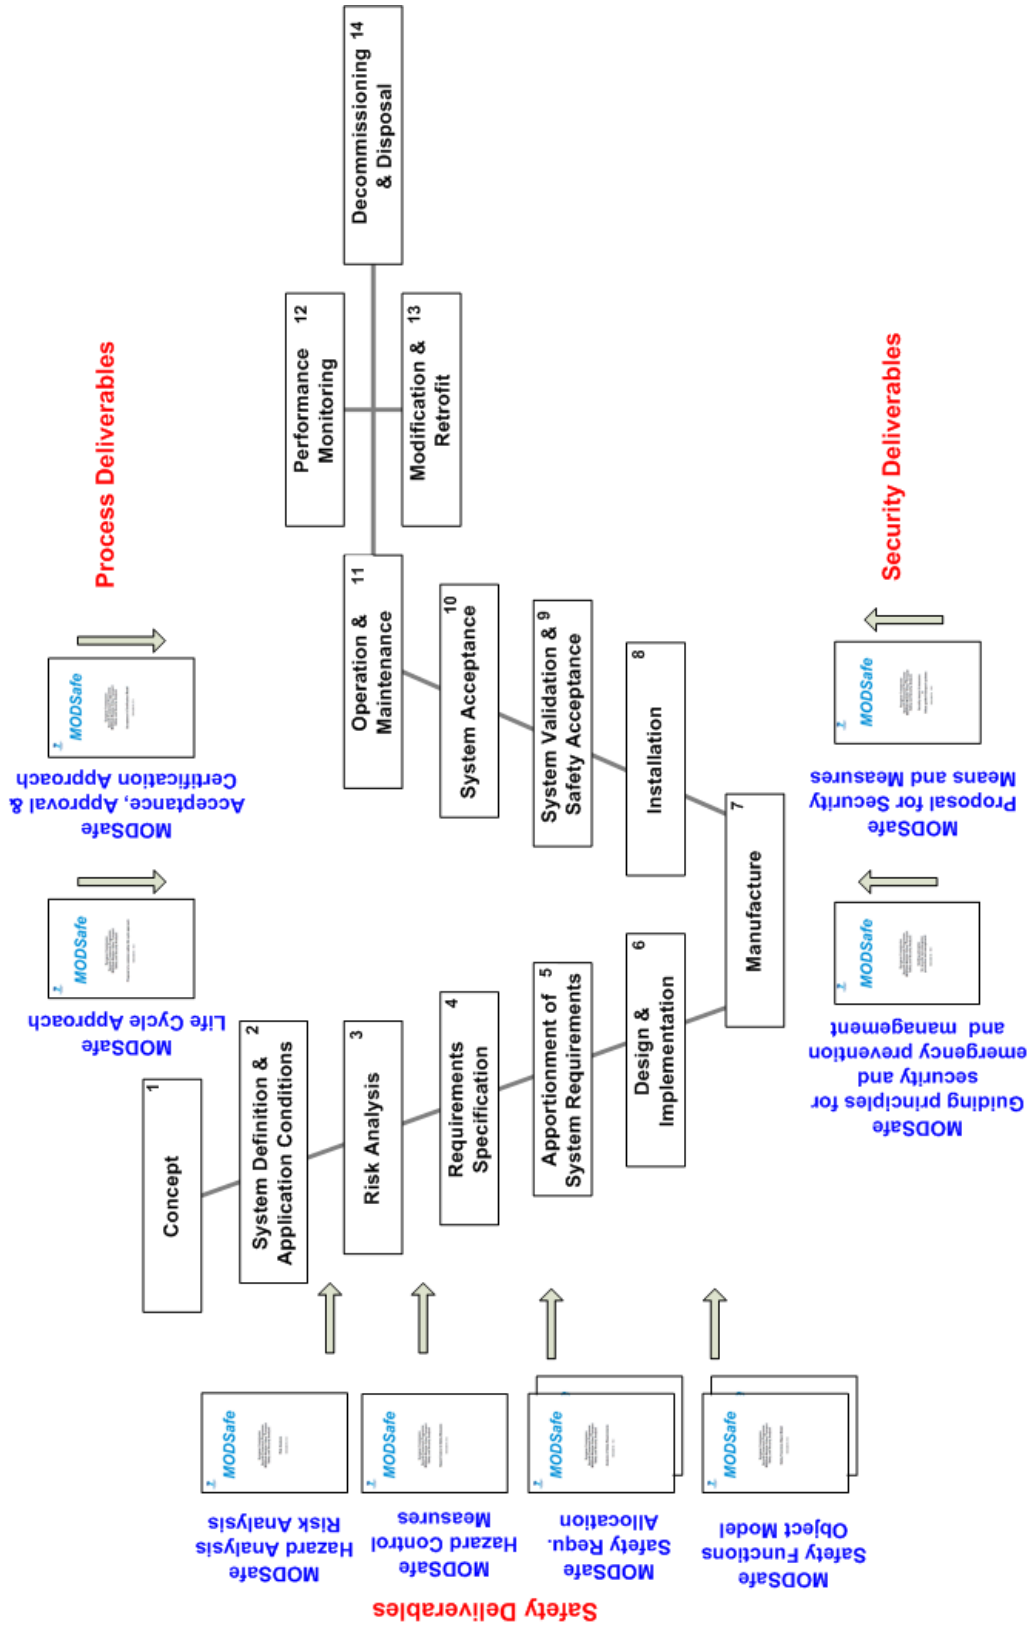 Process Deliverables
MODSafe
Life Cycle Approach
MODSafe
MODSafe
Acceptance, Approval &
Certification Approach
MODSafe
Safety Deliverables
MODSafe
Hazard Analysis
Risk Analysis
MODSafe
MODSafe
Hazard Control
Measures
MODSafe
MODSafe
Safety Requ.
Allocation
MODSafe
MODSafe
Safety Functions
Object Model
MODSafe
Concept
1
System Definition &
Application Conditions
2
Risk Analysis
3
Requirements
Specification
4
Apportionment of
System Requirements
5
Design &
Implementation
6
Manufacture
7
Installation
8
System Validation &
Safety Acceptance
9
System Acceptance
10
Operation &
Maintenance
11
Performance
Monitoring
12
Modification &
Retrofit
13
Decommissioning
& Disposal
14
Security Deliverables
MODSafe
Guiding principles for
security and
emergency prevention
and management
MODSafe
MODSafe
Proposal for Security
Means and Measures
MODSafe